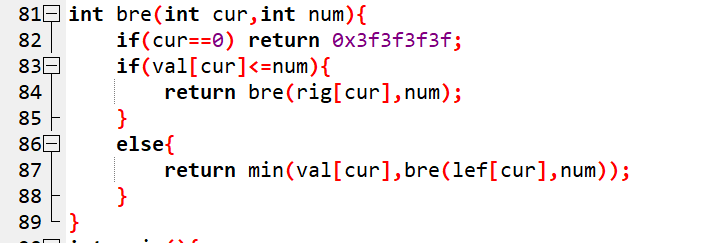 81 int bre(int cur,int num){
82 if(cur==0) return 0x3f3f3f3f;
83 if(val[cur]<=num){
84 return bre(rig[cur],num);
85 }
86 else{
87 return min(val[cur],bre(lef[cur],num));
88 }
89 }